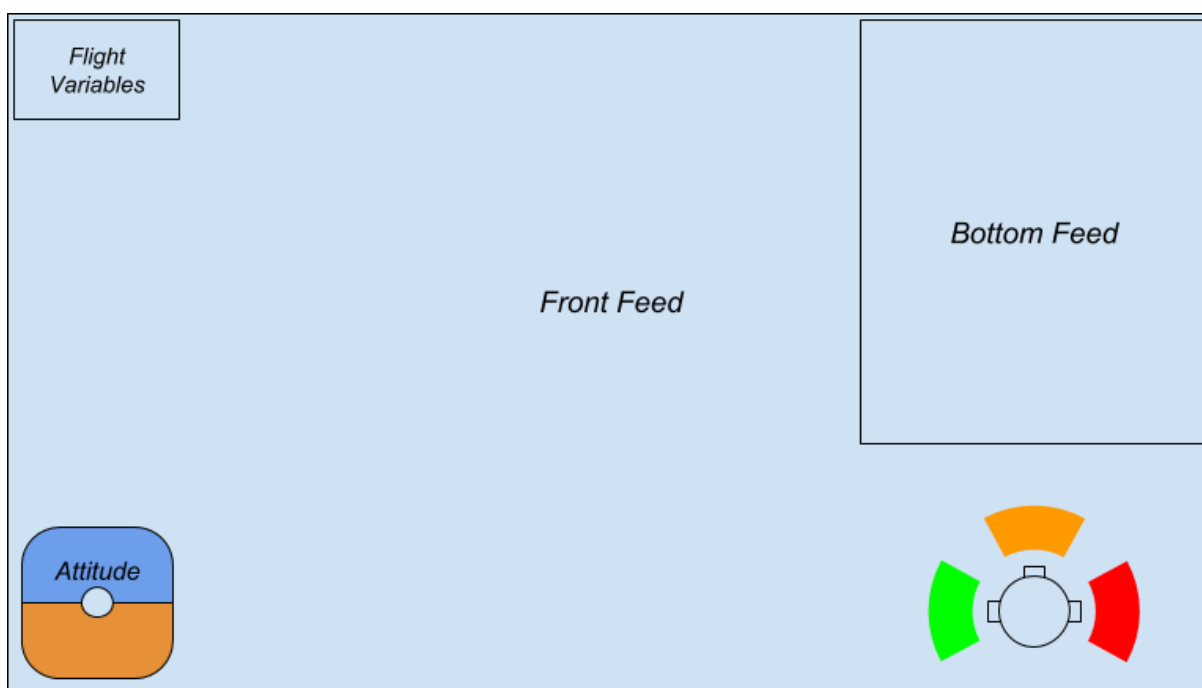 Flight
Variables
Bottom Feed
Front Feed
Attitude